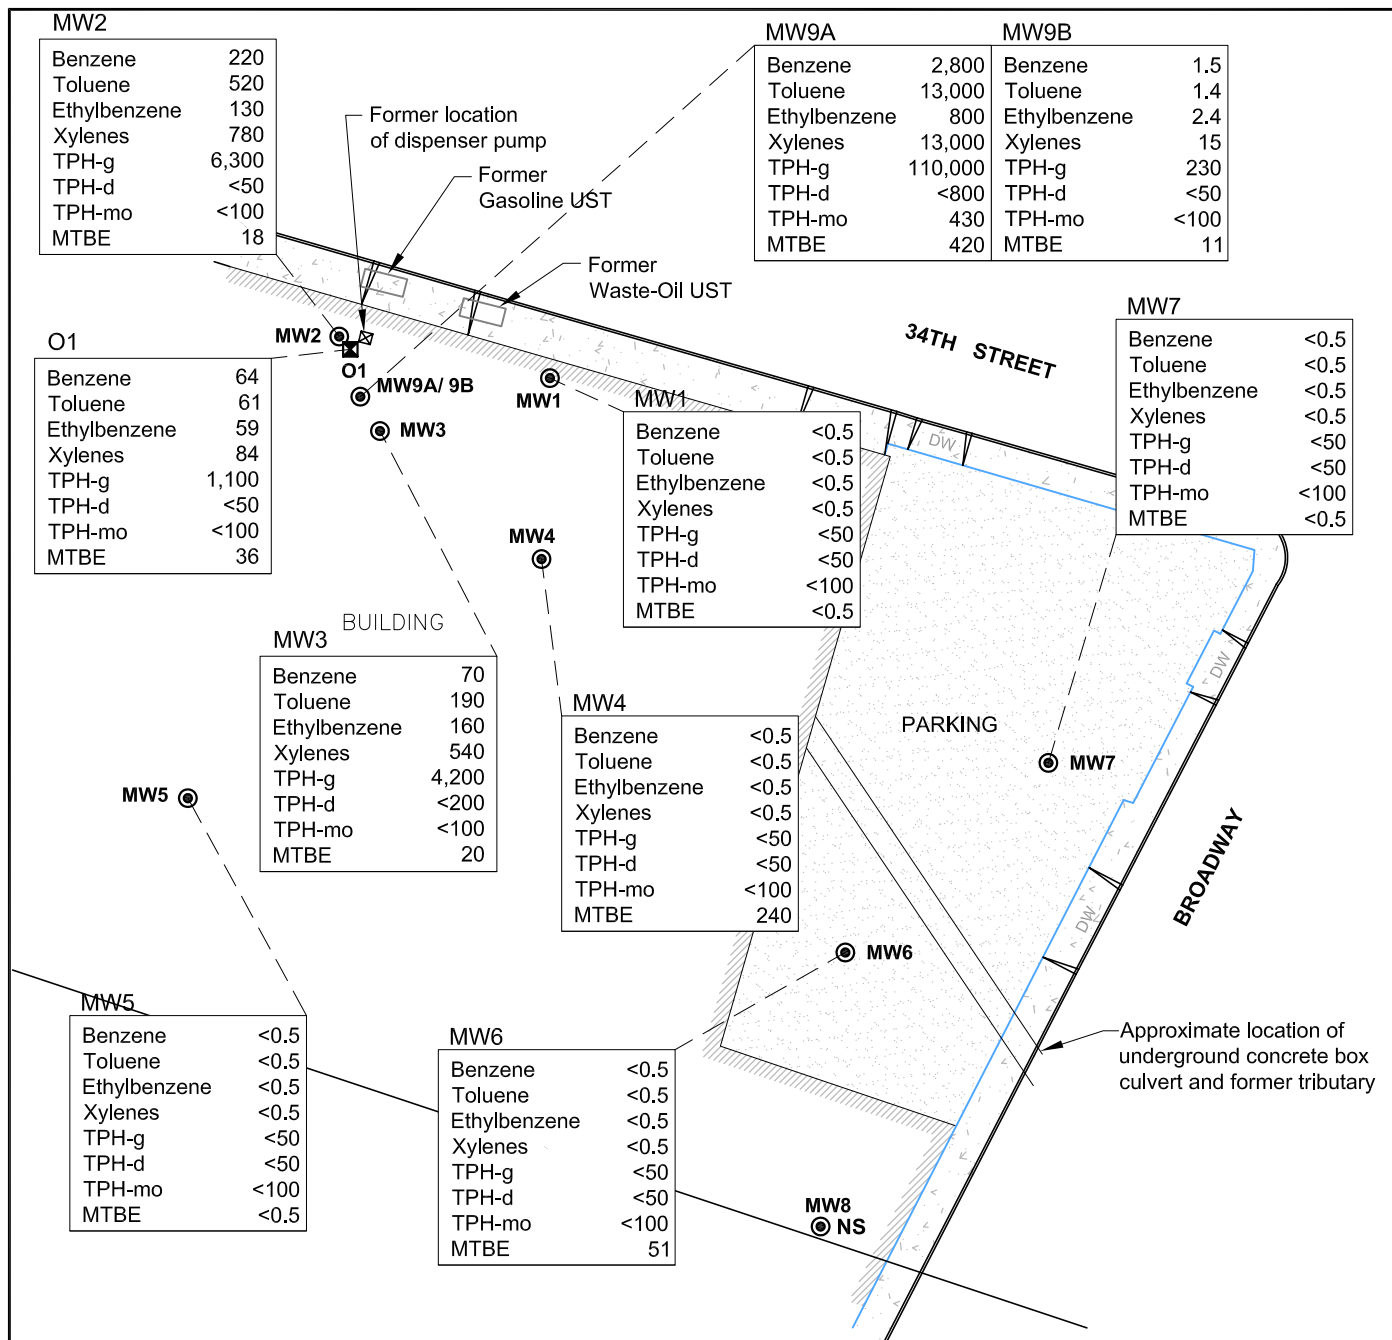 MW2
Benzene 220
Toluene 520
Ethylbenzene 130
Xylenes 780
TPH-g 6,300
TPH-d <50
TPH-mo <100
MTBE 18
Former location
of dispenser pump
Former
Gasoline UST
MW9A
Benzene 2,800
Toluene 13,000
Ethylbenzene 800
Xylenes 13,000
TPH-g 110,000
TPH-d <800
TPH-mo 430
MTBE 420
MW9B
Benzene 1.5
Toluene 1.4
Ethylbenzene 2.4
Xylenes 15
TPH-g 230
TPH-d <50
TPH-mo <100
MTBE 11
Former
Waste-Oil UST
34TH STREET
MW7
Benzene <0.5
Toluene <0.5
Ethylbenzene <0.5
Xylenes <0.5
TPH-g <50
TPH-d <50
TPH-mo <100
MTBE <0.5
MW2
O1
MW9A/ 9B
MW3
MW1
O1
Benzene 64
Toluene 61
Ethylbenzene 59
Xylenes 84
TPH-g 1,100
TPH-d <50
TPH-mo <100
MTBE 36
MW1
Benzene <0.5
Toluene <0.5
Ethylbenzene <0.5
Xylenes <0.5
TPH-g <50
TPH-d <50
TPH-mo <100
MTBE <0.5
DW
MW4
BUILDING
MW3
Benzene 70
Toluene 190
Ethylbenzene 160
Xylenes 540
TPH-g 4,200
TPH-d <200
TPH-mo <100
MTBE 20
MW4
Benzene <0.5
Toluene <0.5
Ethylbenzene <0.5
Xylenes <0.5
TPH-g <50
TPH-d <50
TPH-mo <100
MTBE 240
PARKING
DW
MW7
MW5
BROADWAY
DW
MW6
MW5
Benzene <0.5
Toluene <0.5
Ethylbenzene <0.5
Xylenes <0.5
TPH-g <50
TPH-d <50
TPH-mo <100
MTBE <0.5
MW6
Benzene <0.5
Toluene <0.5
Ethylbenzene <0.5
Xylenes <0.5
TPH-g <50
TPH-d <50
TPH-mo <100
MTBE 51
Approximate location of
underground concrete box
culvert and former tributary
MW8
NS